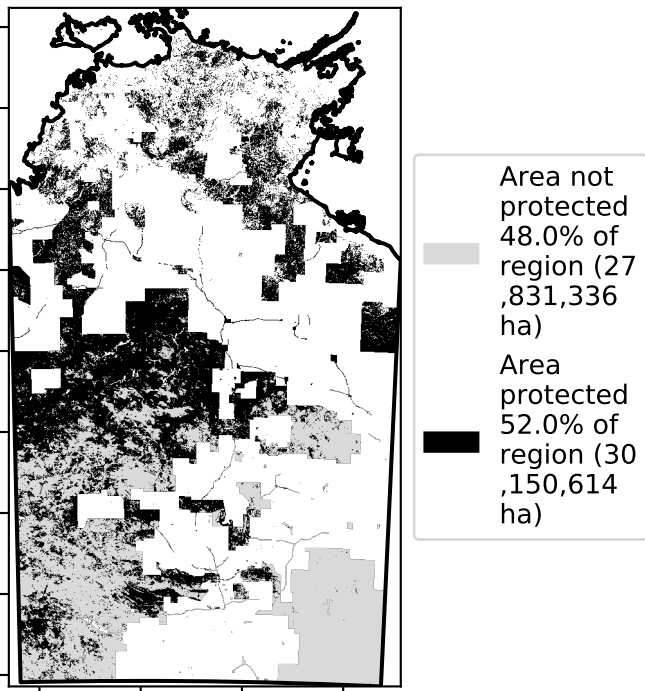 Area not
protected
48.0% of
region (27
,831,336
ha)
Area
protected
52.0% of
region (30
,150,614
ha)